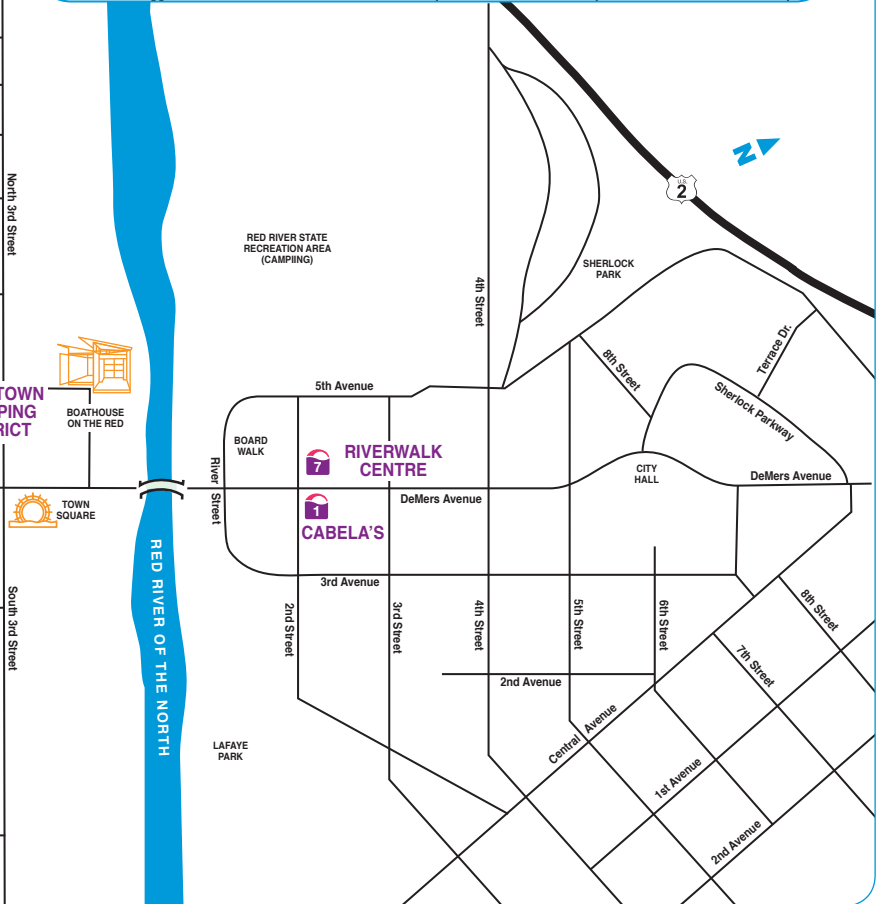 North 3rd Street
RED RIVER STATE
RECREATION AREA
(CAMPING)
4th Street
SHERLOCK
PARK
U.S.
2
N
8th Street
Terrace Dr.
Sherlock Parkway
5th Avenue
TOWN
PING
RICT
BOATHOUSE
ON THE RED
BOARD
WALK
7
RIVERWALK
CENTRE
River Street
CITY
HALL
DeMers Avenue
DeMers Avenue
TOWN
SQUARE
1
CABELA'S
RED RIVER OF THE NORTH
3rd Avenue
South 3rd Street
2nd Street
3rd Street
4th Street
5th Street
6th Street
8th Street
7th Street
2nd Avenue
Central Avenue
LAFAYE
PARK
1st Avenue
2nd Avenue